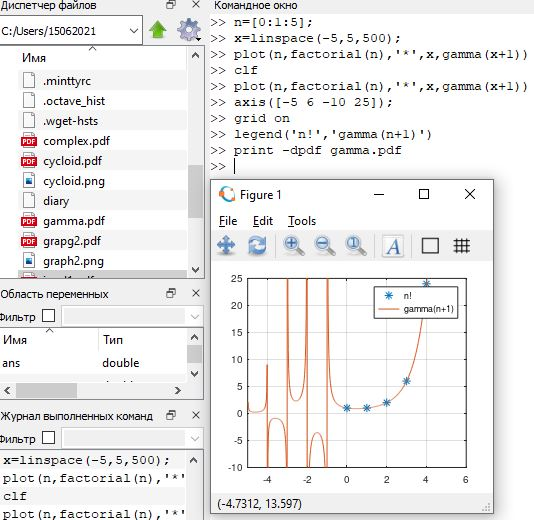 Диспетчер файлов
C:/Users/15062021
Имя
.minttyrc
.octave_hist
.wget-hsts
complex.pdf
cycloid.pdf
cycloid.png
diary
gamma.pdf
grapg2.pdf
graph2.png
Область переменных
Фильтр
Имя Тип
ans double
Журнал выполненных команд
Фильтр
x=linspace(-5,5,500);
plot(n,factorial(n),'*'
clf
plot(n,factorial(n),'*'
Командное окно
>> n=[0:1:5];
>> x=linspace(-5,5,500);
>> plot(n,factorial(n),'*',x,gamma(x+1))
>> clf
>> plot(n,factorial(n),'*',x,gamma(x+1))
>> axis([-5 6 -10 25]);
>> grid on
>> legend('n!','gamma(n+1)')
>> print -dpdf gamma.pdf
>>
Figure 1
File Edit Tools
A
25
20
15
10
5
0
-5
-10
n!
gamma(n+1)
-4 -2 0 2 4 6
(-4.7312, 13.597)